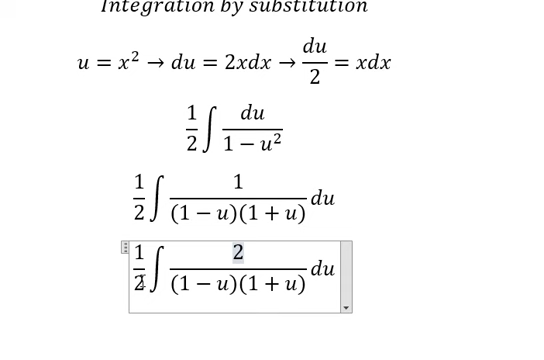 Integration by substitution
u = x² → du = 2xdx → du/2 = xdx
1/2 ∫ du/(1 − u²)
1/2 ∫ 1/((1 − u)(1 + u)) du
1/2 ∫ 2/((1 − u)(1 + u)) du